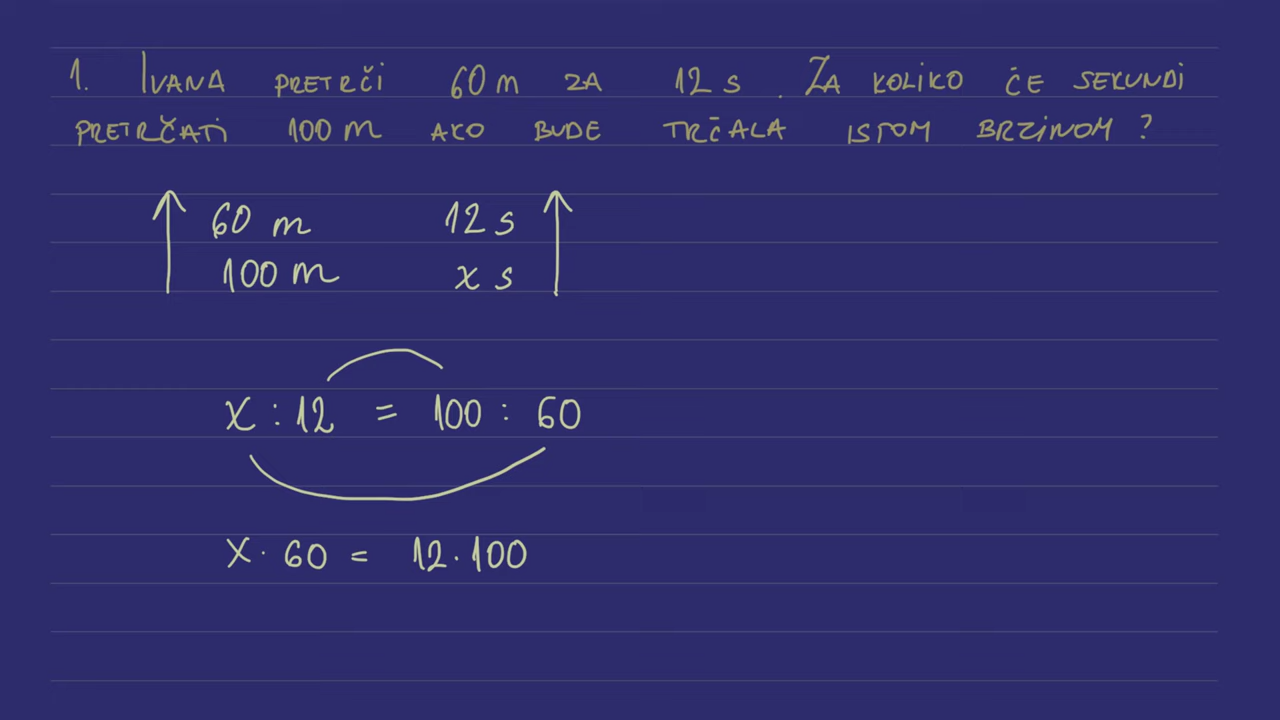 1. IVANA PRETRČI 60 m ZA 12 s. ZA KOLIKO ĆE SEKUNDI
PRETRČATI 100 m AKO BUDE TRČALA ISTOM BRZINOM?
60 m 12 s
100 m x s
x : 12 = 100 : 60
x · 60 = 12 · 100